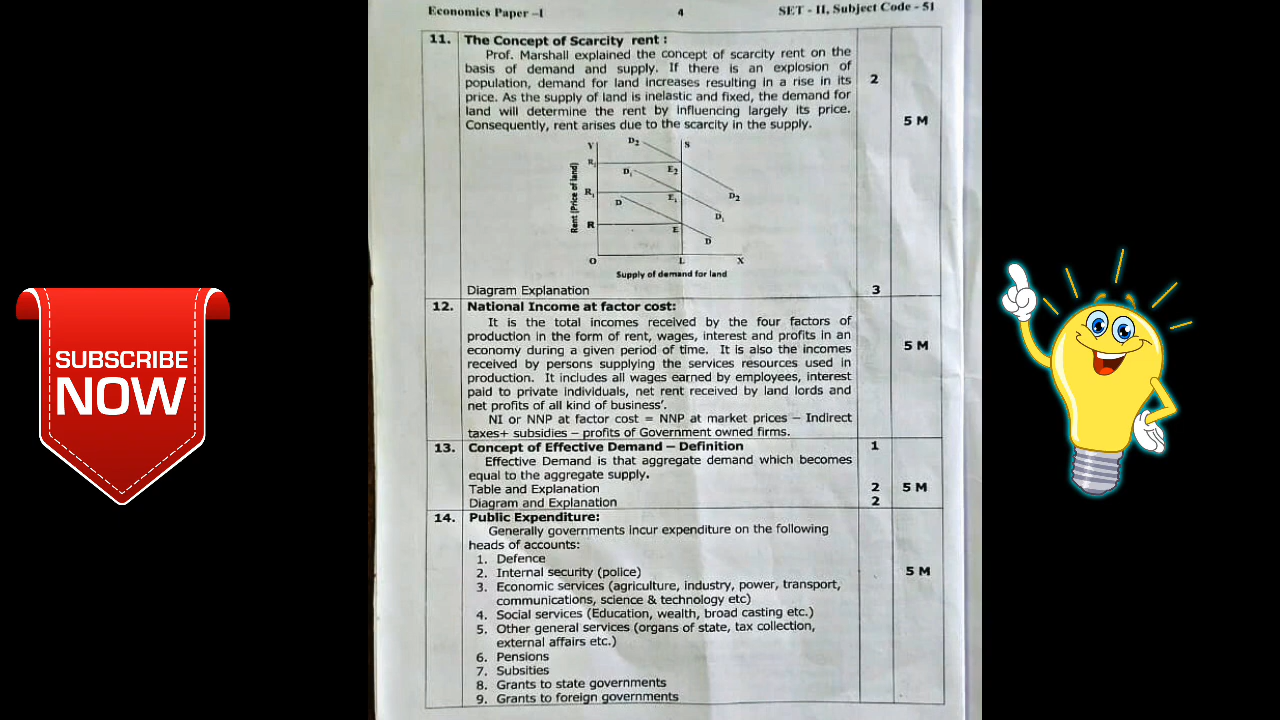 Economics Paper –I 4 SET - II, Subject Code - 51
11. The Concept of Scarcity rent :
Prof. Marshall explained the concept of scarcity rent on the
basis of demand and supply. If there is an explosion of
population, demand for land increases resulting in a rise in its
price. As the supply of land is inelastic and fixed, the demand for
land will determine the rent by influencing largely its price.
Consequently, rent arises due to the scarcity in the supply.
2
5 M
Y D₂ S
R₂ E₂
D₁ D₂
R₁ E₁
D D₁
R E
D
O L X
Rent (Price of land)
Supply of demand for land
Diagram Explanation 3
12. National Income at factor cost:
It is the total incomes received by the four factors of
production in the form of rent, wages, interest and profits in an
economy during a given period of time. It is also the incomes
received by persons supplying the services resources used in
production. It includes all wages earned by employees, interest
paid to private individuals, net rent received by land lords and
net profits of all kind of business'.
NI or NNP at factor cost = NNP at market prices – Indirect
taxes+ subsidies – profits of Government owned firms.
5 M
13. Concept of Effective Demand – Definition 1
Effective Demand is that aggregate demand which becomes
equal to the aggregate supply.
Table and Explanation 2 5 M
Diagram and Explanation 2
14. Public Expenditure:
Generally governments incur expenditure on the following
heads of accounts:
1. Defence
2. Internal security (police) 5 M
3. Economic services (agriculture, industry, power, transport,
communications, science & technology etc)
4. Social services (Education, wealth, broad casting etc.)
5. Other general services (organs of state, tax collection,
external affairs etc.)
6. Pensions
7. Subsities
8. Grants to state governments
9. Grants to foreign governments
SUBSCRIBE
NOW